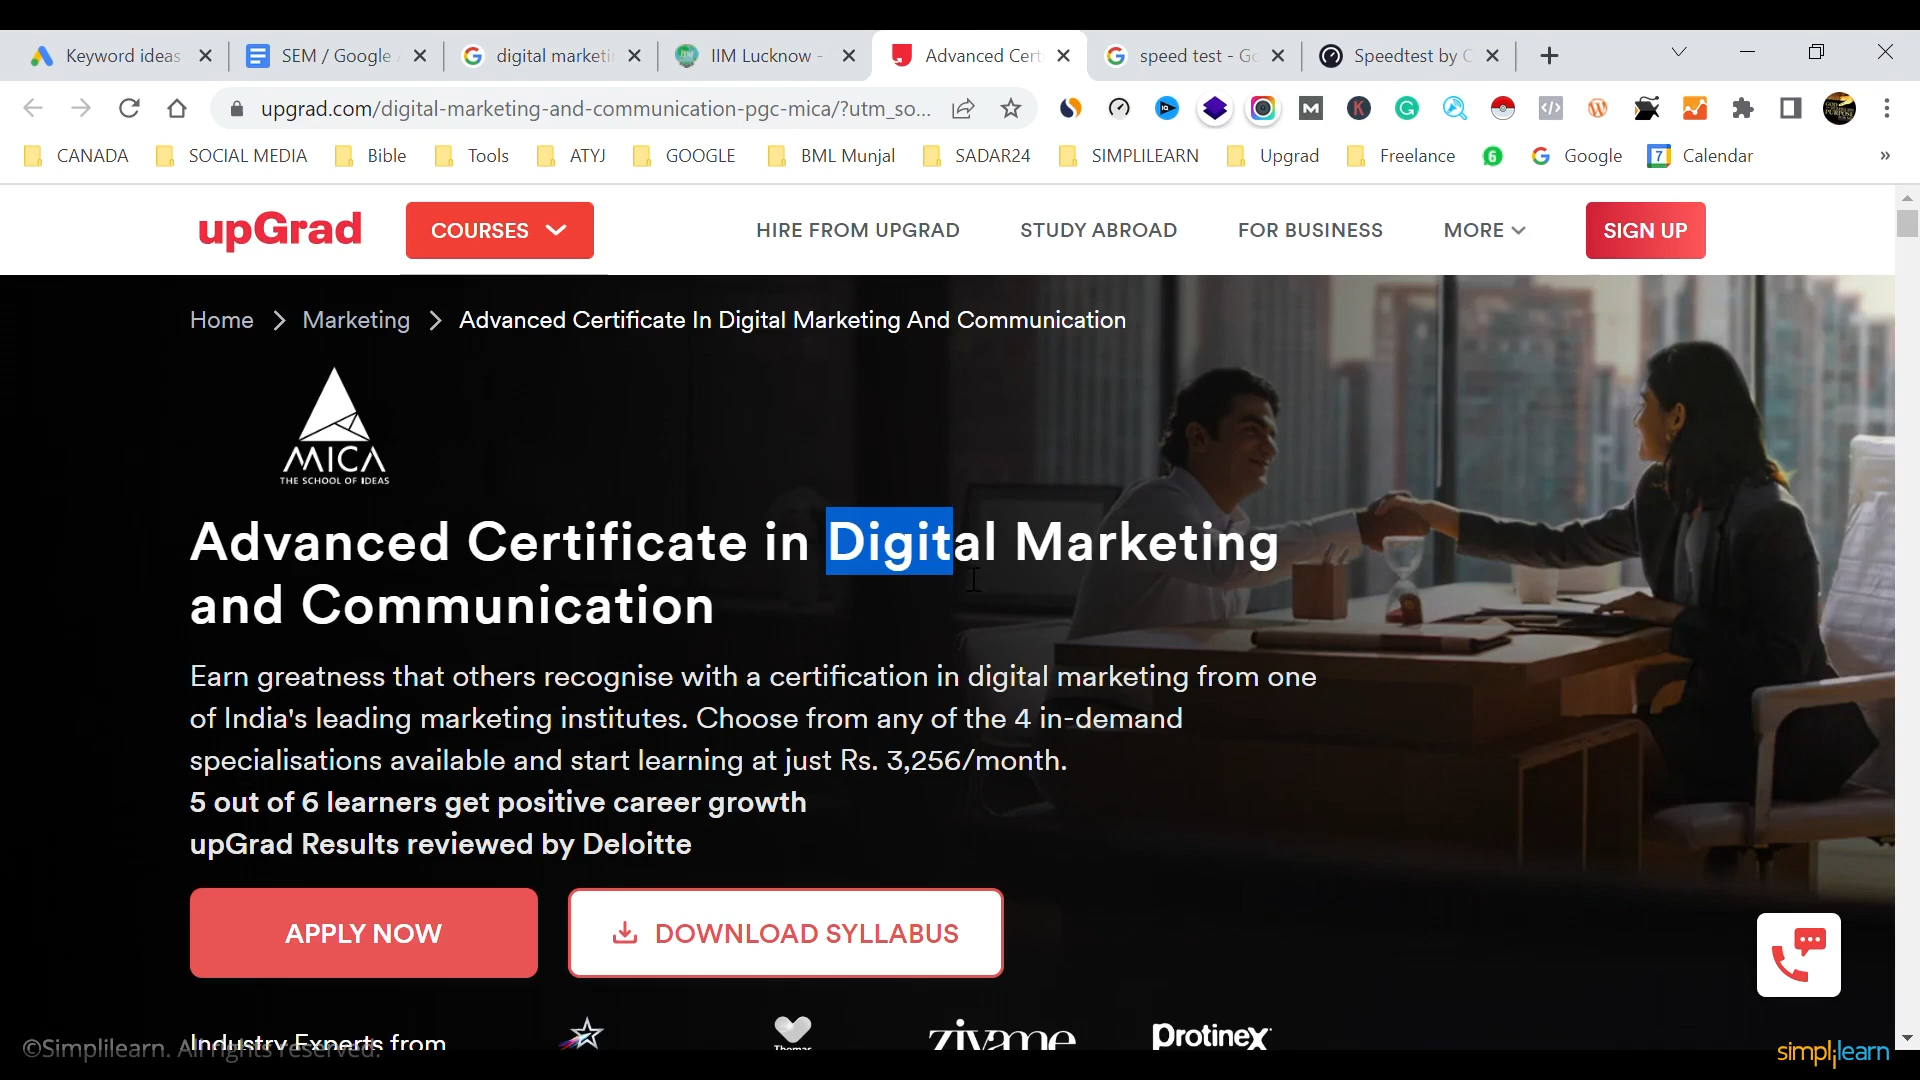 Keyword ideas
SEM / Google
digital marketi
IIM Lucknow -
Advanced Cert
speed test - Go
Speedtest by
upgrad.com/digital-marketing-and-communication-pgc-mica/?utm_so...
CANADA
SOCIAL MEDIA
Bible
Tools
ATYJ
GOOGLE
BML Munjal
SADAR24
SIMPLILEARN
Upgrad
Freelance
Google
7
Calendar
upGrad
COURSES
HIRE FROM UPGRAD
STUDY ABROAD
FOR BUSINESS
MORE
SIGN UP
Home > Marketing > Advanced Certificate In Digital Marketing And Communication
MICA
THE SCHOOL OF IDEAS
Advanced Certificate in Digital Marketing
and Communication
Earn greatness that others recognise with a certification in digital marketing from one
of India's leading marketing institutes. Choose from any of the 4 in-demand
specialisations available and start learning at just Rs. 3,256/month.
5 out of 6 learners get positive career growth
upGrad Results reviewed by Deloitte
APPLY NOW
DOWNLOAD SYLLABUS
Industry Experts from
Thomas
zivame
Protinex
©Simplilearn. All rights reserved.
simplilearn